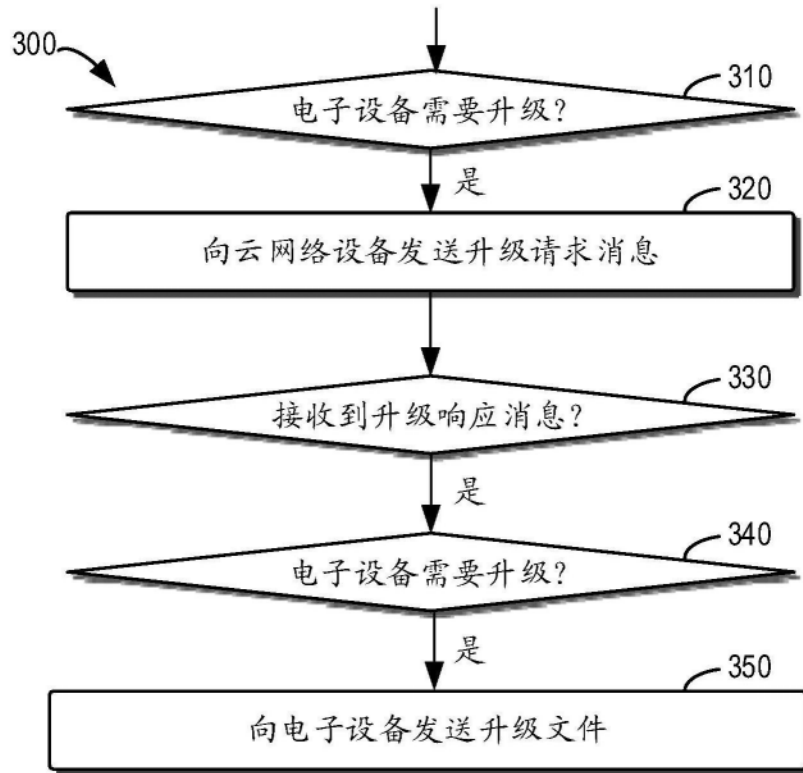 300
310
电子设备需要升级?
是
320
向云网络设备发送升级请求消息
330
接收到升级响应消息?
是
340
电子设备需要升级?
是
350
向电子设备发送升级文件